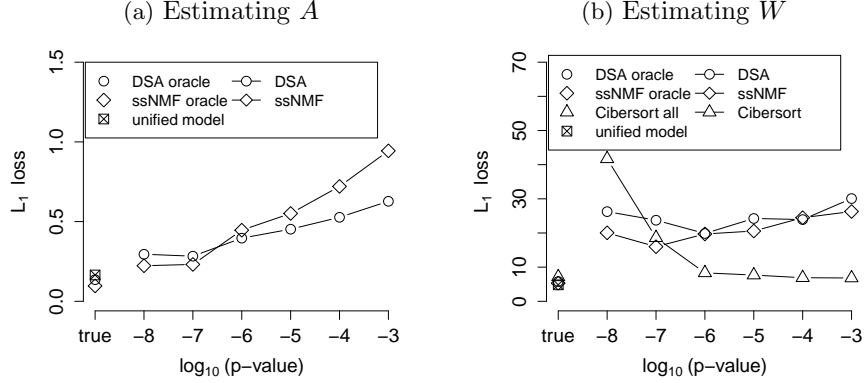 (a) Estimating A
1.5
1.0
0.5
0.0
L1 loss
DSA oracle DSA
ssNMF oracle ssNMF
unified model
true −8 −7 −6 −5 −4 −3
log10 (p−value)
(b) Estimating W
70
50
30
20
10
0
L1 loss
DSA oracle DSA
ssNMF oracle ssNMF
Cibersort all Cibersort
unified model
true −8 −7 −6 −5 −4 −3
log10 (p−value)